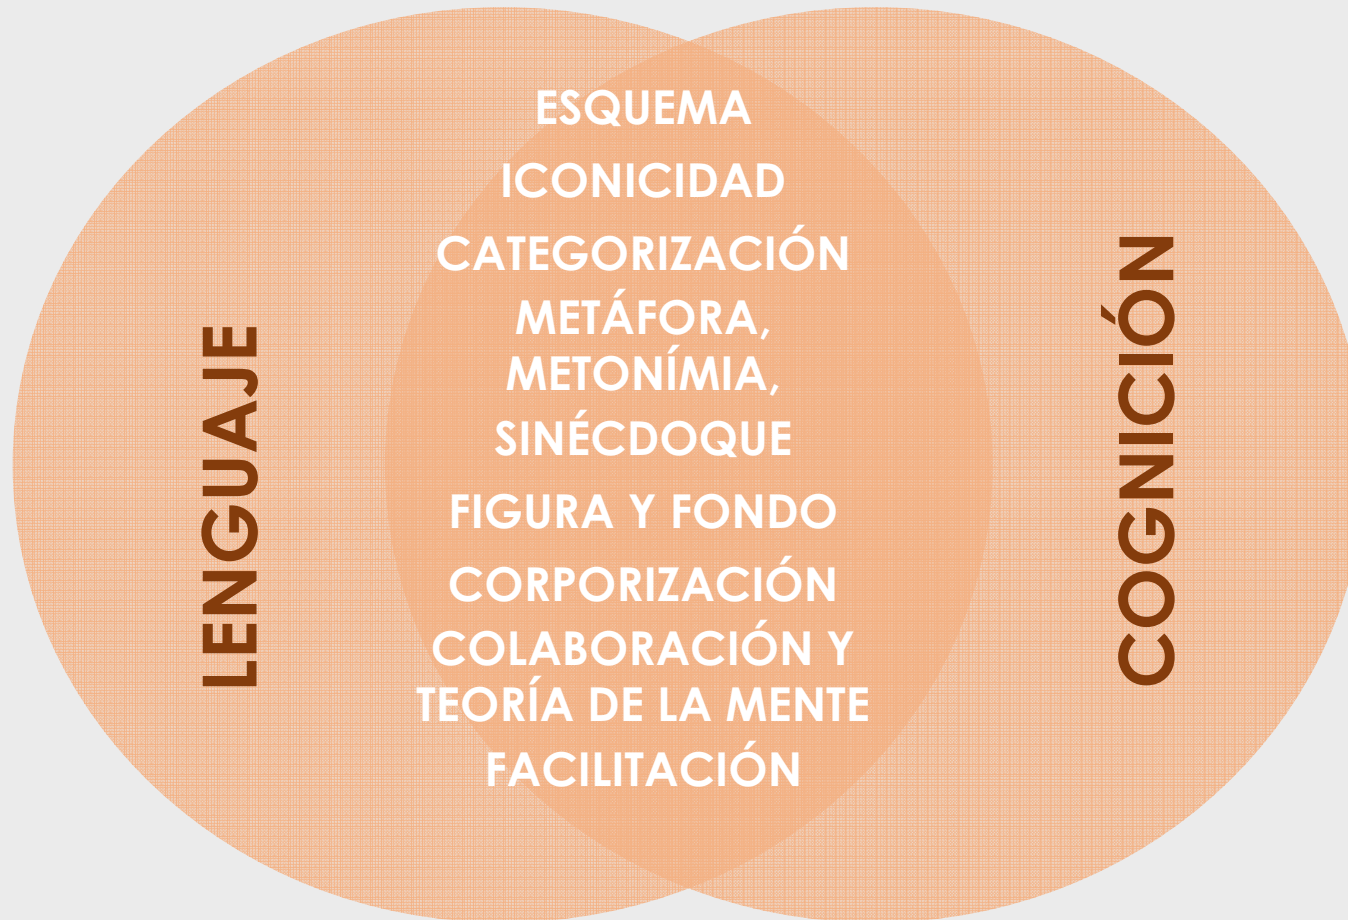 LENGUAJE
ESQUEMA
ICONICIDAD
CATEGORIZACIÓN
METÁFORA,
METONÍMIA,
SINÉCDOQUE
FIGURA Y FONDO
CORPORIZACIÓN
COLABORACIÓN Y
TEORÍA DE LA MENTE
FACILITACIÓN
COGNICIÓN